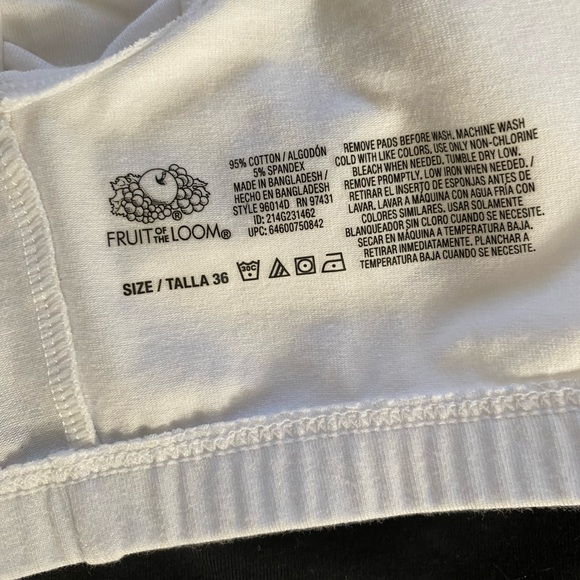 FRUIT OF THE LOOM®
95% COTTON / ALGODÓN
5% SPANDEX
MADE IN BANGLADESH /
HECHO EN BANGLADESH
STYLE 96014D RN 97431
ID: 214G231462
UPC: 64600750842
REMOVE PADS BEFORE WASH. MACHINE WASH
COLD WITH LIKE COLORS. USE ONLY NON-CHLORINE
BLEACH WHEN NEEDED. TUMBLE DRY LOW.
REMOVE PROMPTLY. LOW IRON WHEN NEEDED. /
RETIRAR EL INSERTO DE ESPONJAS ANTES DE
LAVAR. LAVAR A MÁQUINA CON AGUA FRÍA CON
COLORES SIMILARES. USAR SOLAMENTE
BLANQUEADOR SIN CLORO CUANDO SE NECESITE.
SECAR EN MÁQUINA A TEMPERATURA BAJA.
RETIRAR INMEDIATAMENTE. PLANCHAR A
TEMPERATURA BAJA CUANDO SE NECESITE.
SIZE / TALLA 36
30C